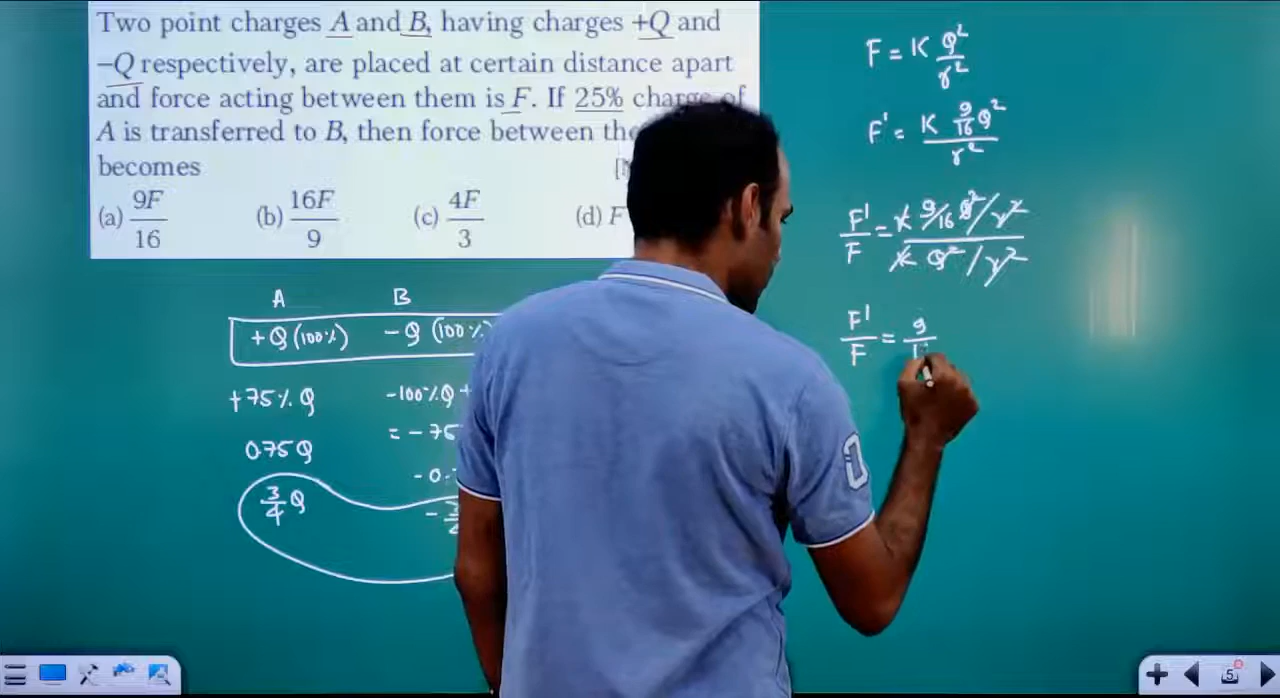 Two point charges A and B, having charges +Q and
–Q respectively, are placed at certain distance apart
and force acting between them is F. If 25% charge of
A is transferred to B, then force between the
becomes
(a) 9F/16 (b) 16F/9 (c) 4F/3 (d) F
A B
+Q (100%) -Q (100%)
+75% Q -100%Q +
= -75
0.75Q
-0.
3/4 Q
F = K Q²/r²
F' = K 9/16 Q²/r²
F'/F = K 9/16 Q²/r² / K Q²/r²
F'/F = 9/
5